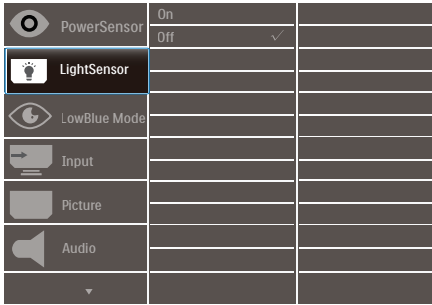 PowerSensor
On
Off
LightSensor
LowBlue Mode
Input
Picture
Audio